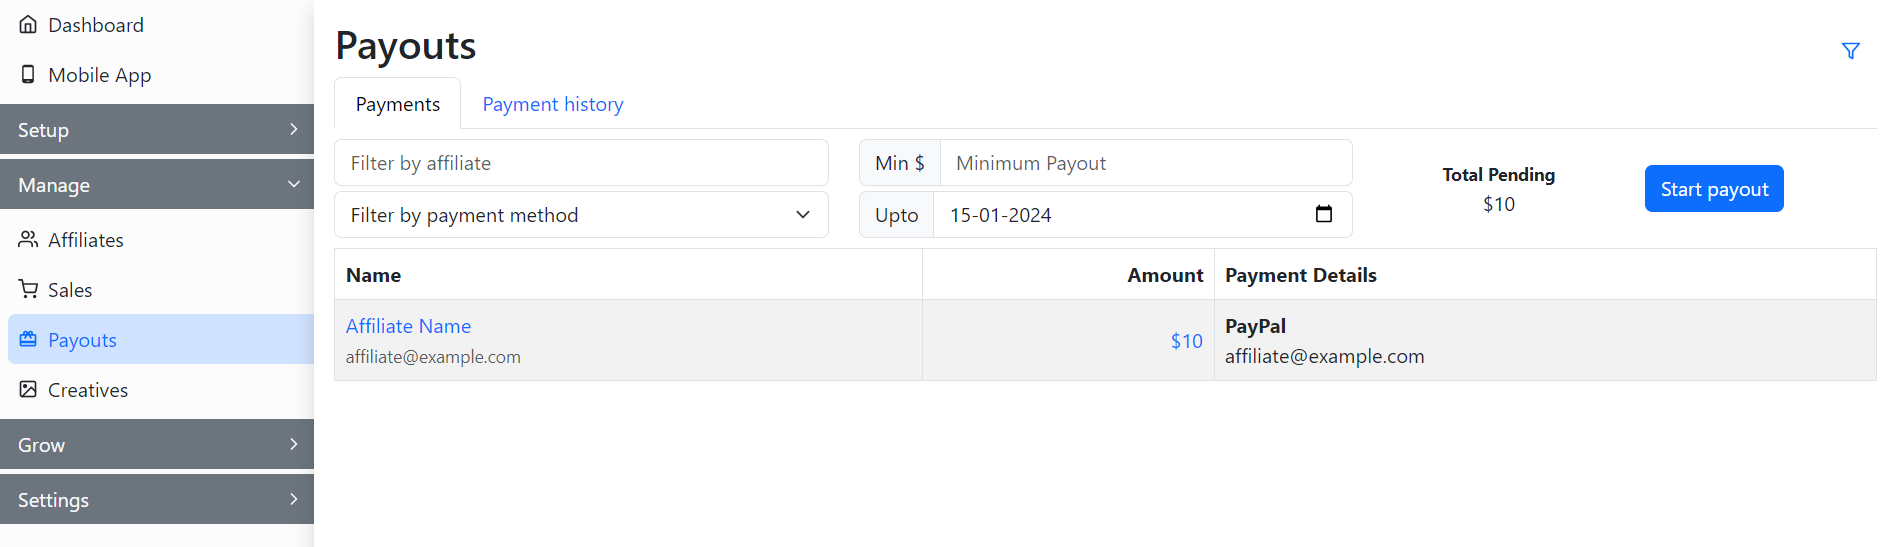 Dashboard
Mobile App
Setup
Manage
Affiliates
Sales
Payouts
Creatives
Grow
Settings
Payouts
Payments
Payment history
Filter by affiliate
Min $
Minimum Payout
Filter by payment method
Upto
15-01-2024
Total Pending
$10
Start payout
Name
Amount
Payment Details
Affiliate Name
affiliate@example.com
$10
PayPal
affiliate@example.com